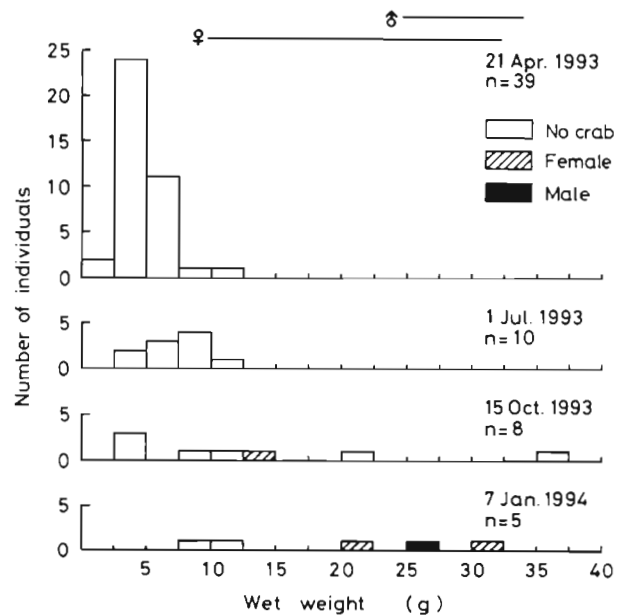 ♂
♀
25
20
15
10
5
0
21 Apr. 1993
n=39
No crab
Female
Male
Number of individuals
5
0
1 Jul. 1993
n=10
5
0
15 Oct. 1993
n=8
5
0
7 Jan. 1994
n=5
5 10 15 20 25 30 35 40
Wet weight (g)